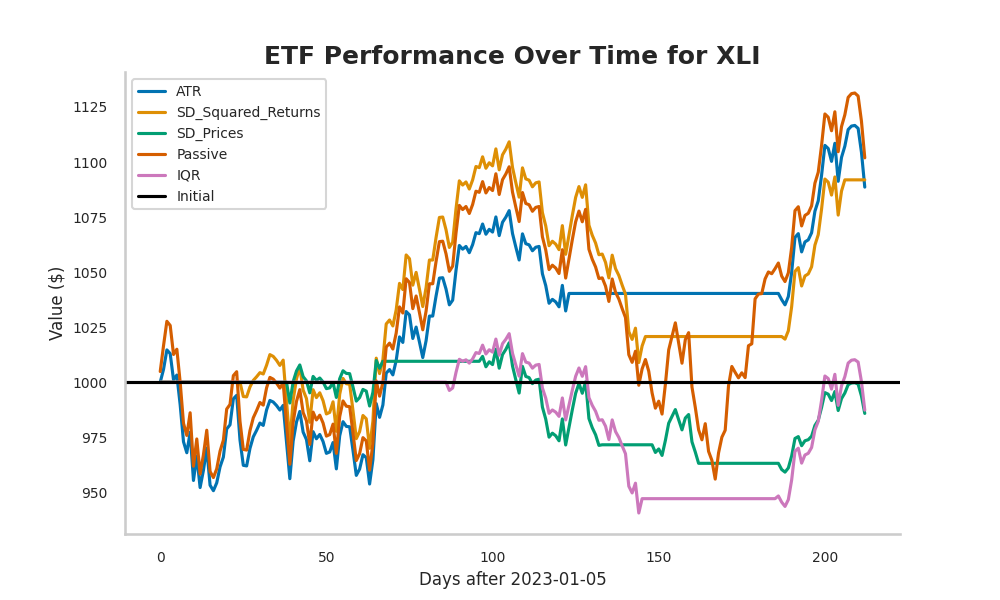 ETF Performance Over Time for XLI
ATR
SD_Squared_Returns
SD_Prices
Passive
IQR
Initial
1125
1100
1075
1050
1025
1000
975
950
Value ($)
0 50 100 150 200
Days after 2023-01-05